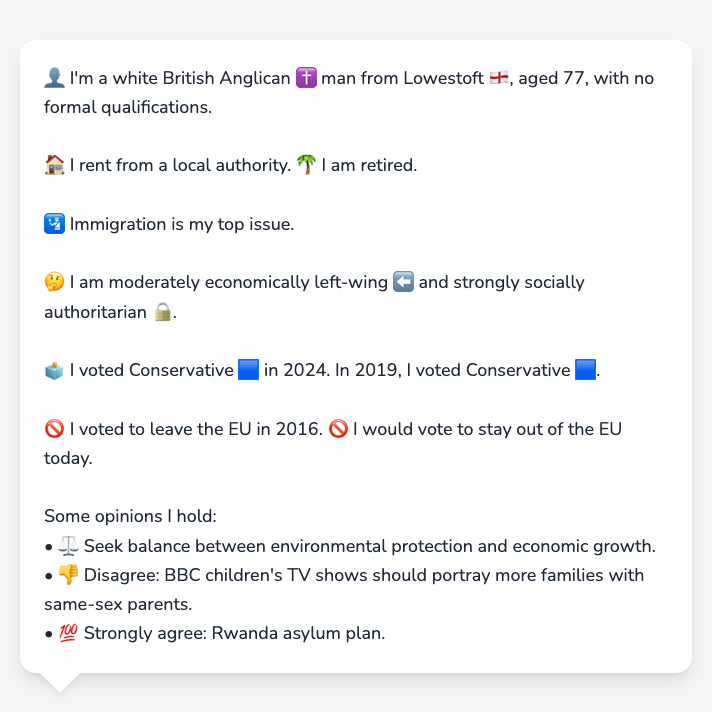 👤 I'm a white British Anglican ✝️ man from Lowestoft 🏴󠁧󠁢󠁥󠁮󠁧󠁿, aged 77, with no
formal qualifications.
🏠 I rent from a local authority. 🌴 I am retired.
🛂 Immigration is my top issue.
🤔 I am moderately economically left-wing ⬅️ and strongly socially
authoritarian 🔒.
🗳️ I voted Conservative 🟦 in 2024. In 2019, I voted Conservative 🟦.
🚫 I voted to leave the EU in 2016. 🚫 I would vote to stay out of the EU
today.
Some opinions I hold:
• ⚖️ Seek balance between environmental protection and economic growth.
• 👎 Disagree: BBC children's TV shows should portray more families with
same-sex parents.
• 💯 Strongly agree: Rwanda asylum plan.